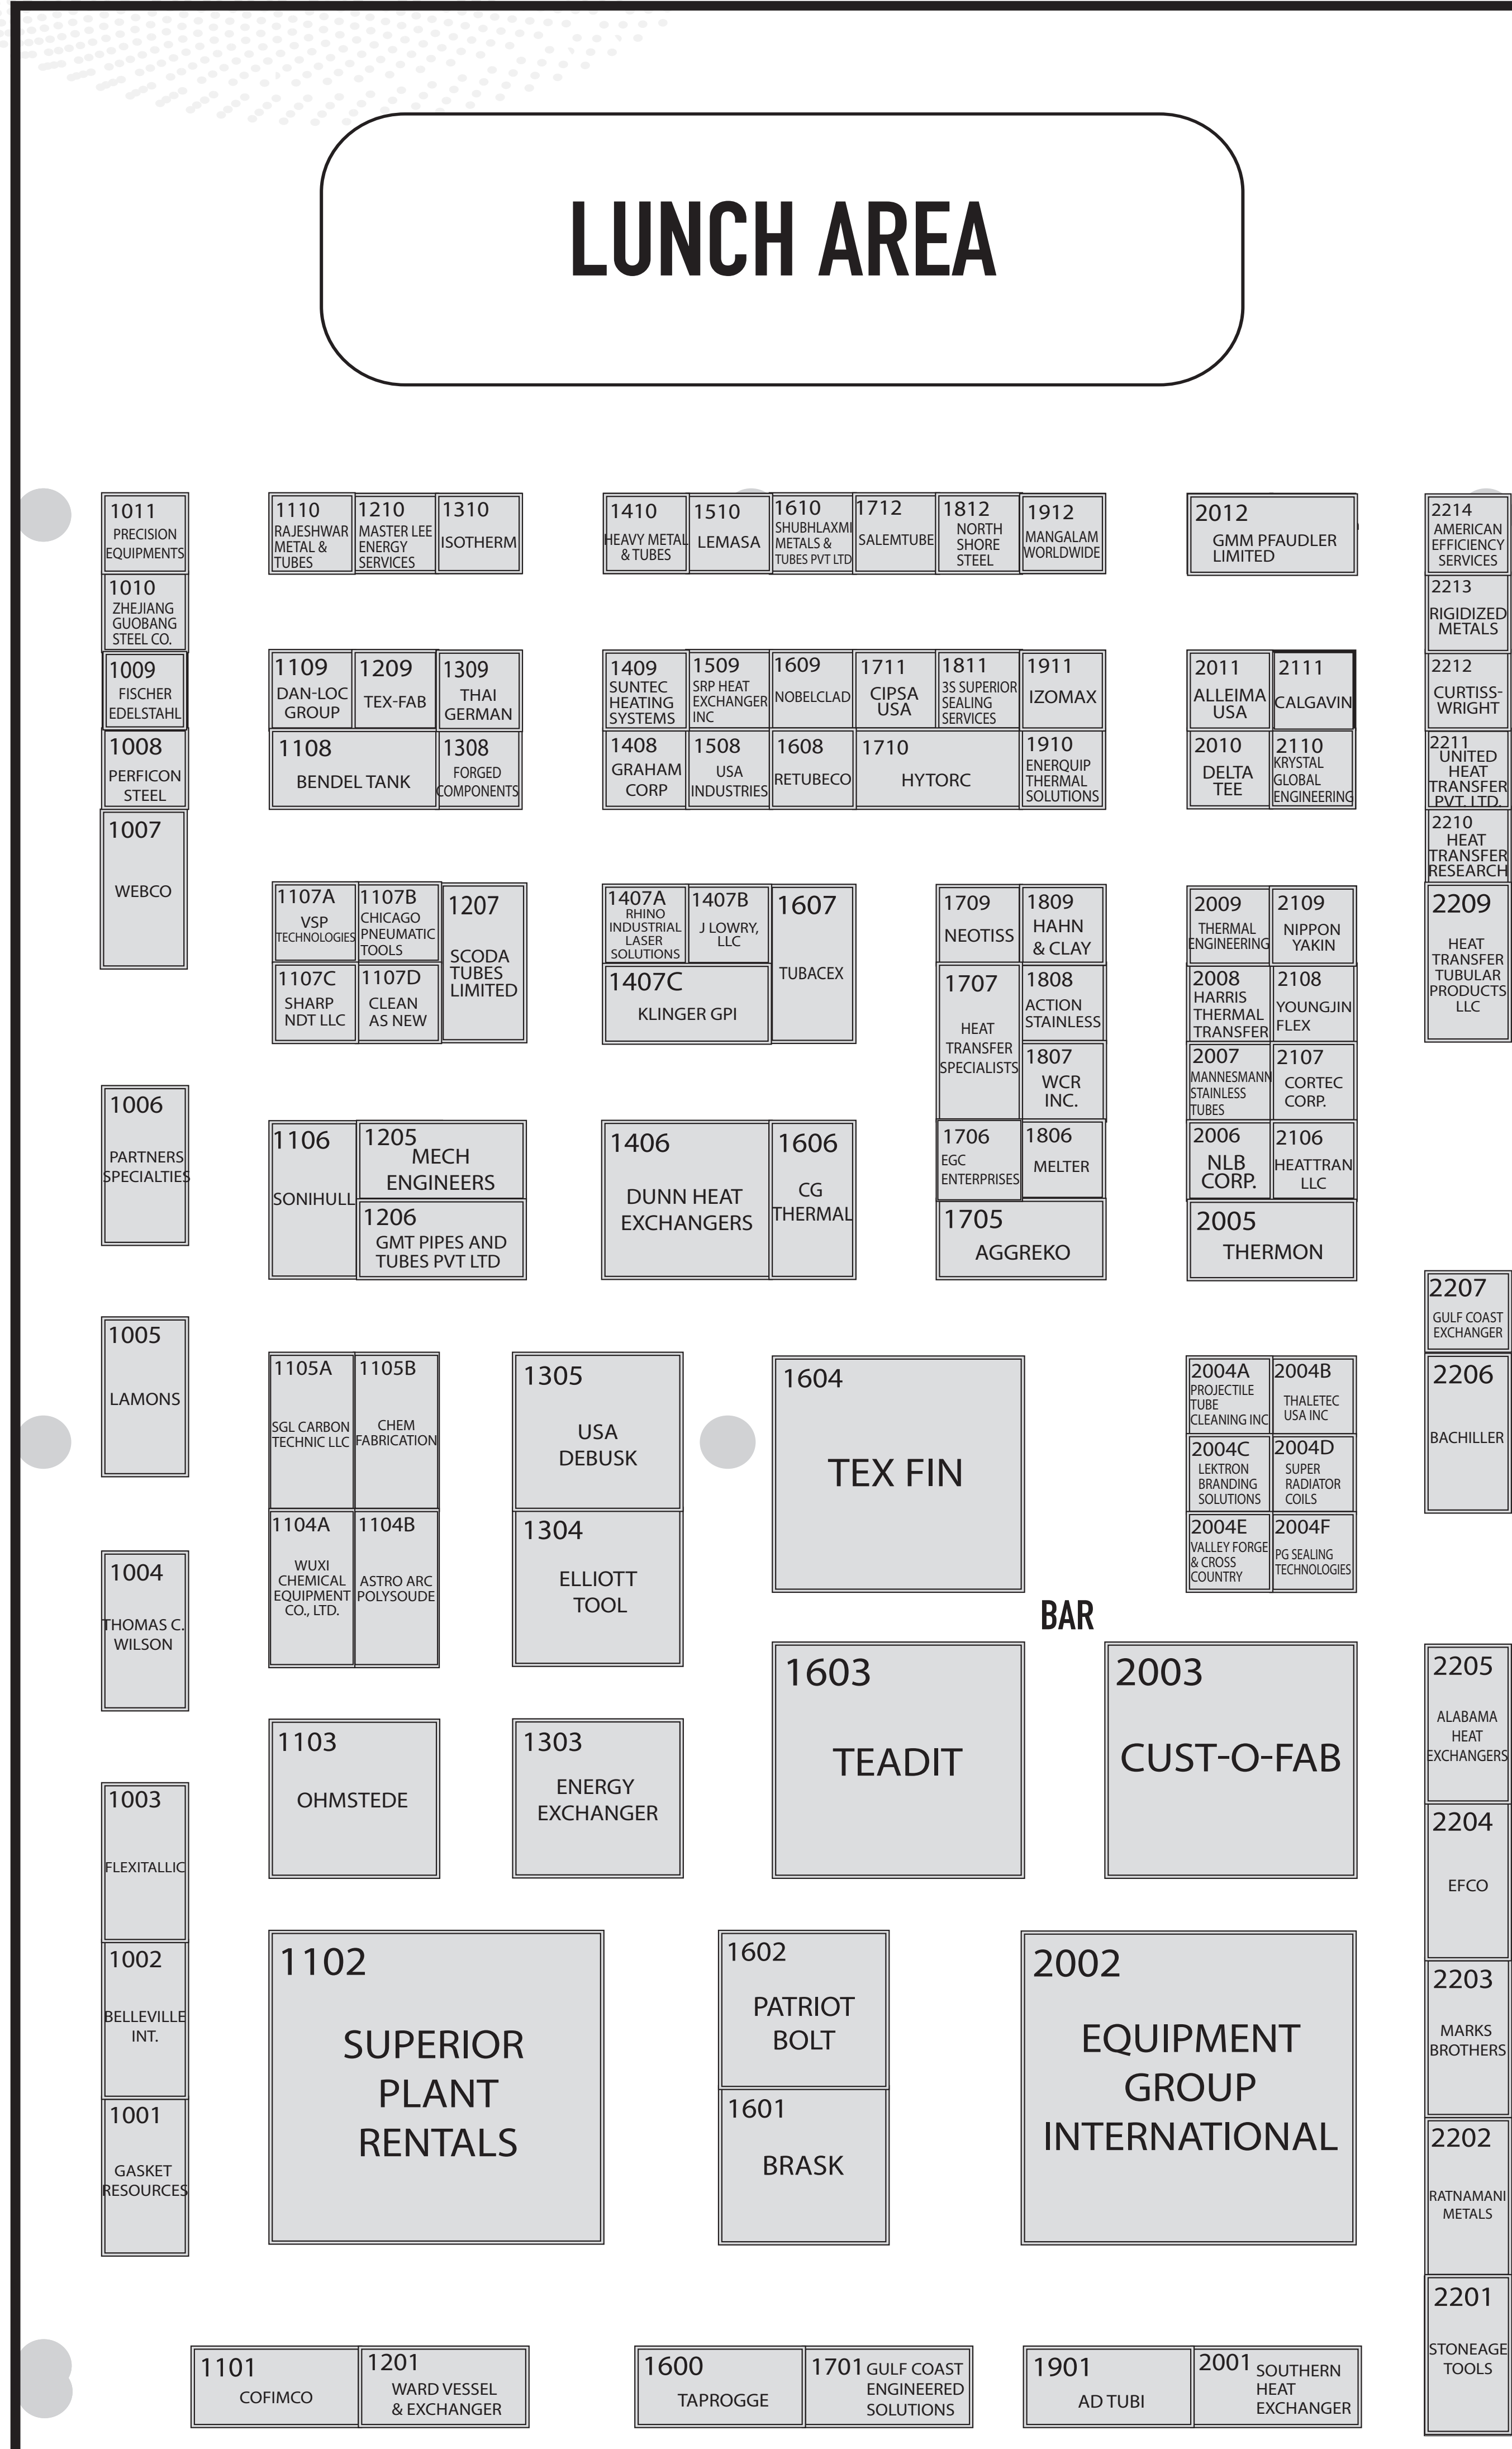 LUNCH AREA
1011
PRECISION
EQUIPMENTS
1110
RAJESHWAR
METAL &
TUBES
1210
MASTER LEE
ENERGY
SERVICES
1310
ISOTHERM
1410
HEAVY METAL
& TUBES
1510
LEMASA
1610
SHUBHLAXMI
METALS &
TUBES PVT LTD
1712
SALEMTUBE
1812
NORTH
SHORE
STEEL
1912
MANGALAM
WORLDWIDE
2012
GMM PFAUDLER
LIMITED
2214
AMERICAN
EFFICIENCY
SERVICES
1010
ZHEJIANG
GUOBANG
STEEL CO.
2213
RIGIDIZED
METALS
1009
FISCHER
EDELSTAHL
1109
DAN-LOC
GROUP
1209
TEX-FAB
1309
THAI
GERMAN
1409
SUNTEC
HEATING
SYSTEMS
1509
SRP HEAT
EXCHANGER
INC
1609
NOBELCLAD
1711
CIPSA
USA
1811
3S SUPERIOR
SEALING
SERVICES
1911
IZOMAX
2011
ALLEIMA
USA
2111
CALGAVIN
2212
CURTISS-
WRIGHT
1008
PERFICON
STEEL
1108
BENDEL TANK
1308
FORGED
COMPONENTS
1408
GRAHAM
CORP
1508
USA
INDUSTRIES
1608
RETUBECO
1710
HYTORC
1910
ENERQUIP
THERMAL
SOLUTIONS
2010
DELTA
TEE
2110
KRYSTAL
GLOBAL
ENGINEERING
2211
UNITED
HEAT
TRANSFER
PVT. LTD.
1007
WEBCO
2210
HEAT
TRANSFER
RESEARCH
1107A
VSP
TECHNOLOGIES
1107B
CHICAGO
PNEUMATIC
TOOLS
1207
SCODA
TUBES
LIMITED
1407A
RHINO
INDUSTRIAL
LASER
SOLUTIONS
1407B
J LOWRY,
LLC
1607
TUBACEX
1709
NEOTISS
1809
HAHN
& CLAY
2009
THERMAL
ENGINEERING
2109
NIPPON
YAKIN
2209
HEAT
TRANSFER
TUBULAR
PRODUCTS
LLC
1107C
SHARP
NDT LLC
1107D
CLEAN
AS NEW
1407C
KLINGER GPI
1707
HEAT
TRANSFER
SPECIALISTS
1808
ACTION
STAINLESS
2008
HARRIS
THERMAL
TRANSFER
2108
YOUNGJIN
FLEX
1807
WCR
INC.
2007
MANNESMANN
STAINLESS
TUBES
2107
CORTEC
CORP.
1006
PARTNERS
SPECIALTIES
1106
SONIHULL
1205
MECH
ENGINEERS
1406
DUNN HEAT
EXCHANGERS
1606
CG
THERMAL
1706
EGC
ENTERPRISES
1806
MELTER
2006
NLB
CORP.
2106
HEATTRAN
LLC
1206
GMT PIPES AND
TUBES PVT LTD
1705
AGGREKO
2005
THERMON
2207
GULF COAST
EXCHANGER
1005
LAMONS
1105A
SGL CARBON
TECHNIC LLC
1105B
CHEM
FABRICATION
1305
USA
DEBUSK
1604
TEX FIN
2004A
PROJECTILE
TUBE
CLEANING INC
2004B
THALETEC
USA INC
2206
BACHILLER
2004C
LEKTRON
BRANDING
SOLUTIONS
2004D
SUPER
RADIATOR
COILS
1104A
WUXI
CHEMICAL
EQUIPMENT
CO., LTD.
1104B
ASTRO ARC
POLYSOUDE
1304
ELLIOTT
TOOL
2004E
VALLEY FORGE
& CROSS
COUNTRY
2004F
PG SEALING
TECHNOLOGIES
1004
THOMAS C.
WILSON
BAR
1603
TEADIT
2003
CUST-O-FAB
2205
ALABAMA
HEAT
EXCHANGERS
1103
OHMSTEDE
1303
ENERGY
EXCHANGER
1003
FLEXITALLIC
2204
EFCO
1002
BELLEVILLE
INT.
1102
SUPERIOR
PLANT
RENTALS
1602
PATRIOT
BOLT
2002
EQUIPMENT
GROUP
INTERNATIONAL
2203
MARKS
BROTHERS
1001
GASKET
RESOURCES
1601
BRASK
2202
RATNAMANI
METALS
2201
STONEAGE
TOOLS
1101
COFIMCO
1201
WARD VESSEL
& EXCHANGER
1600
TAPROGGE
1701 GULF COAST
ENGINEERED
SOLUTIONS
1901
AD TUBI
2001 SOUTHERN
HEAT
EXCHANGER